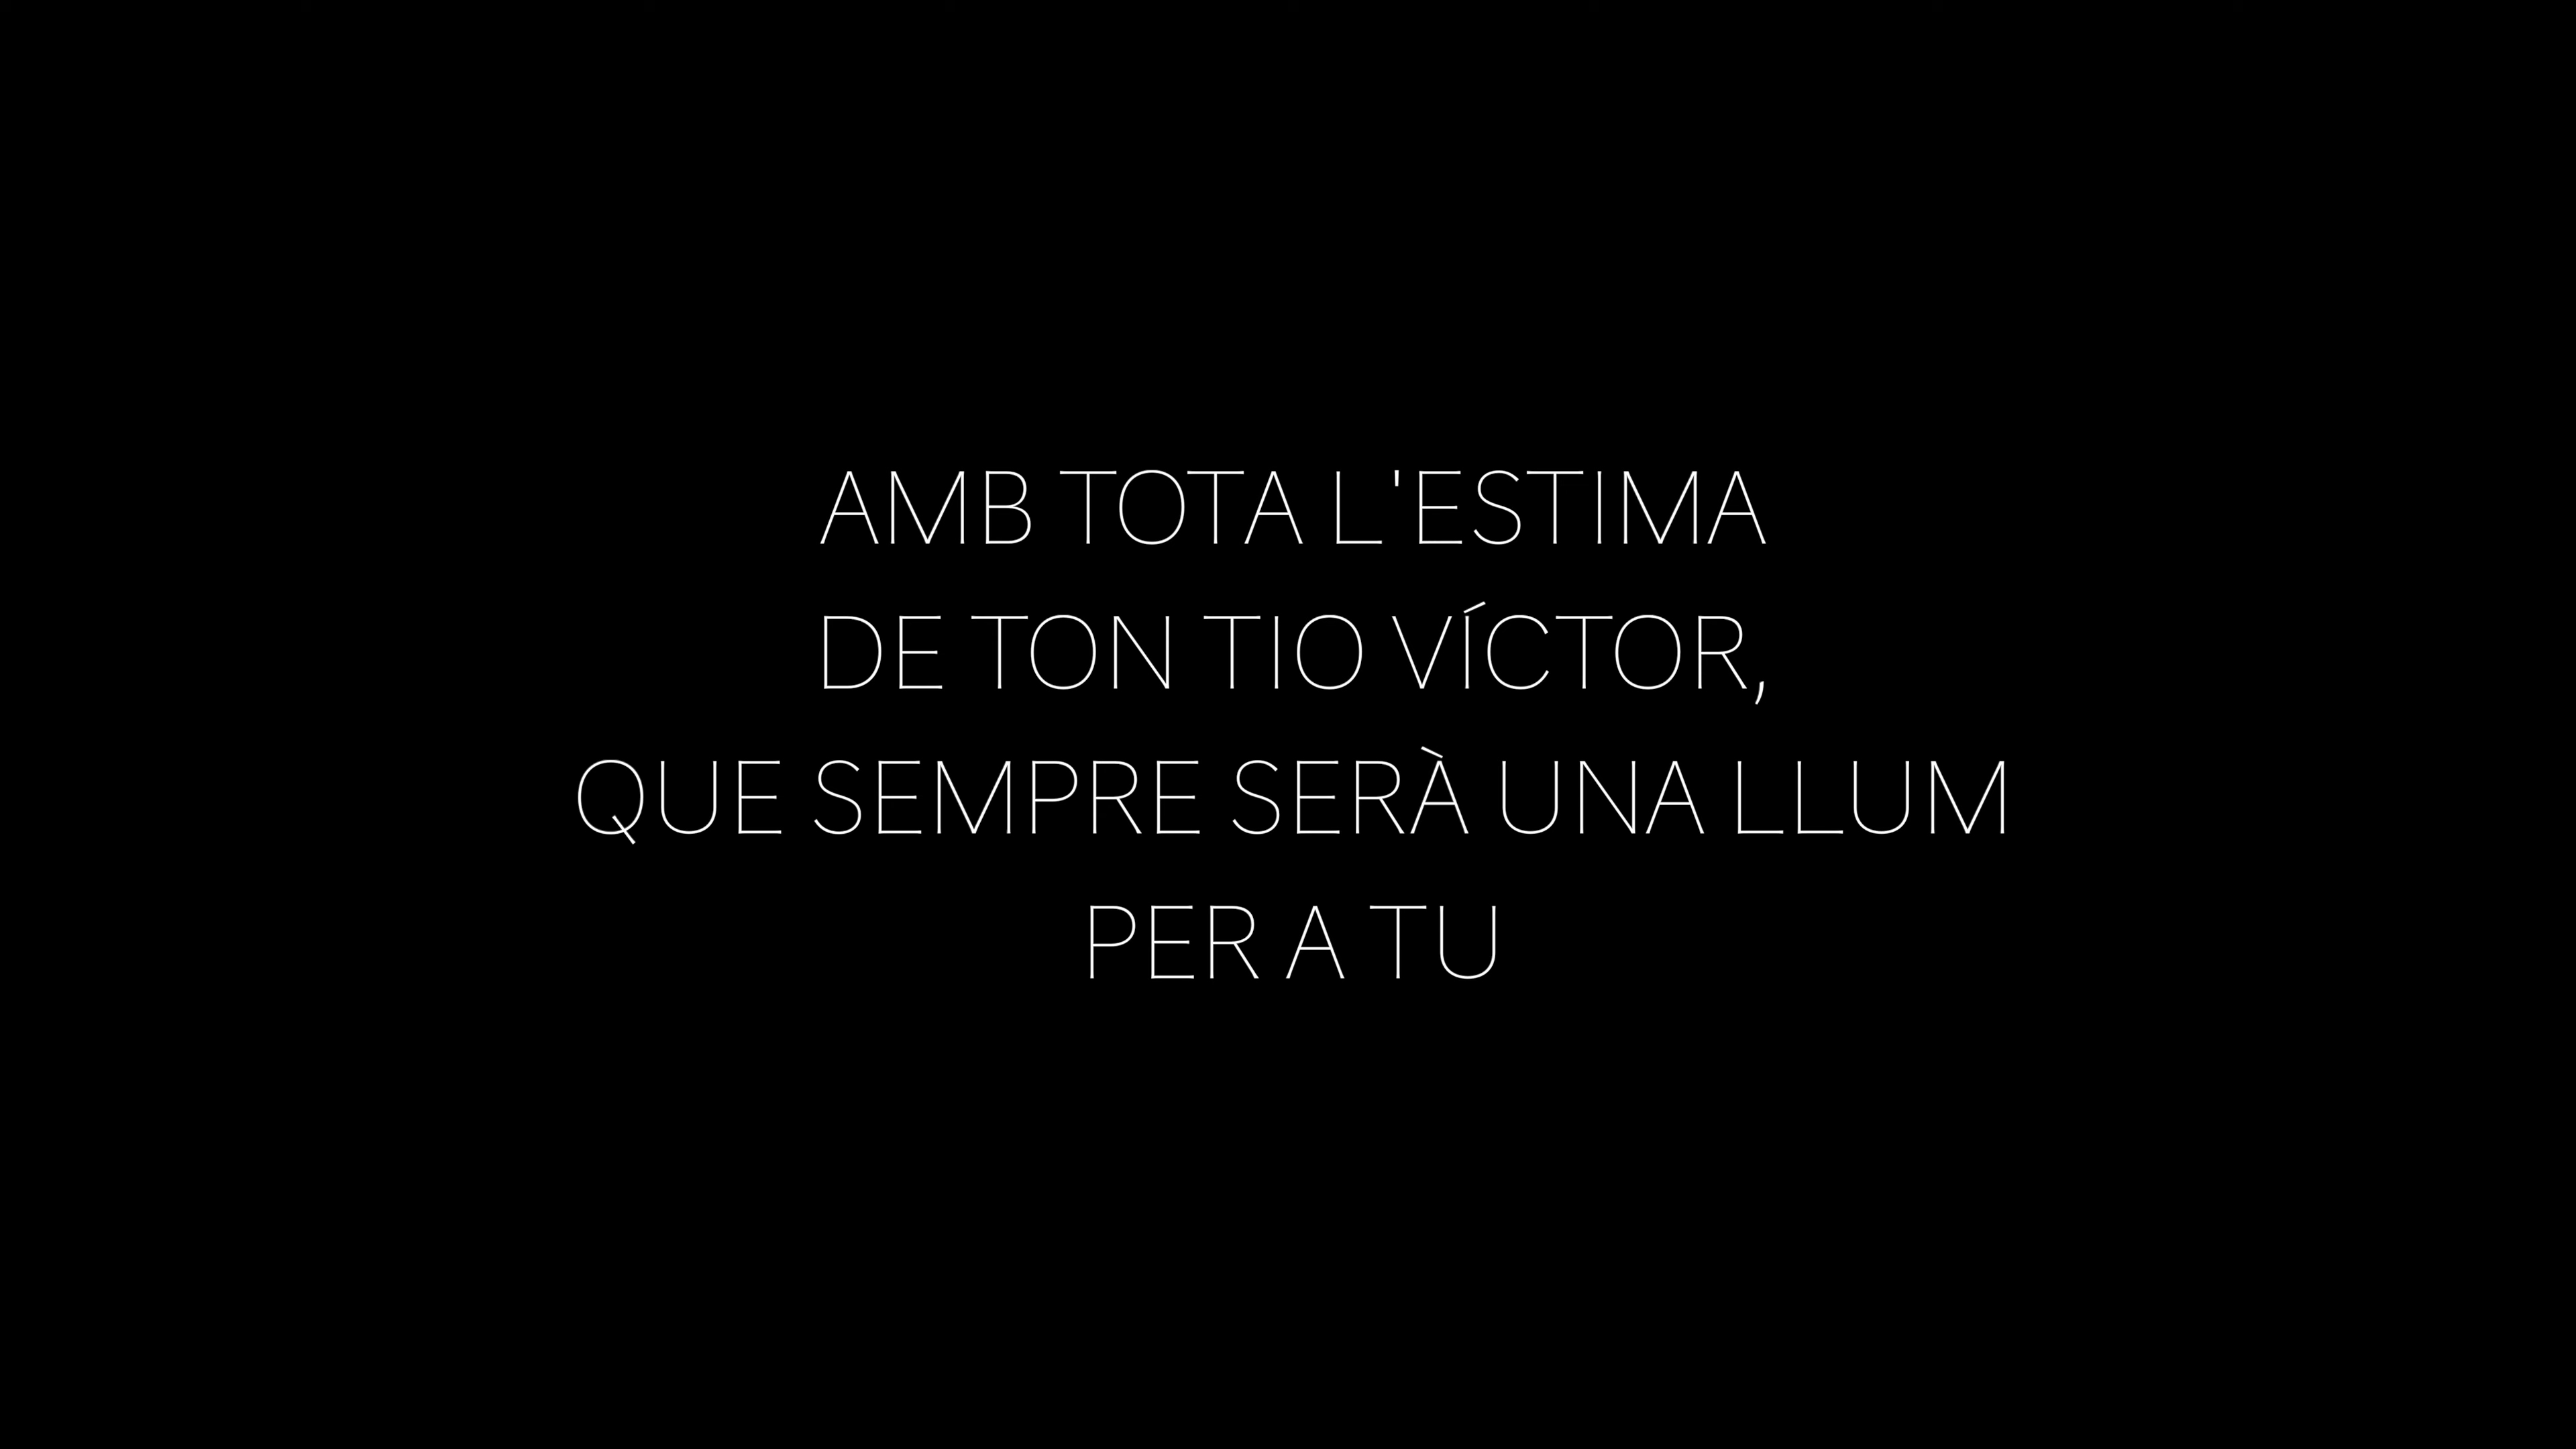 AMB TOTA L'ESTIMA
DE TON TIO VÍCTOR,
QUE SEMPRE SERÀ UNA LLUM
PER A TU